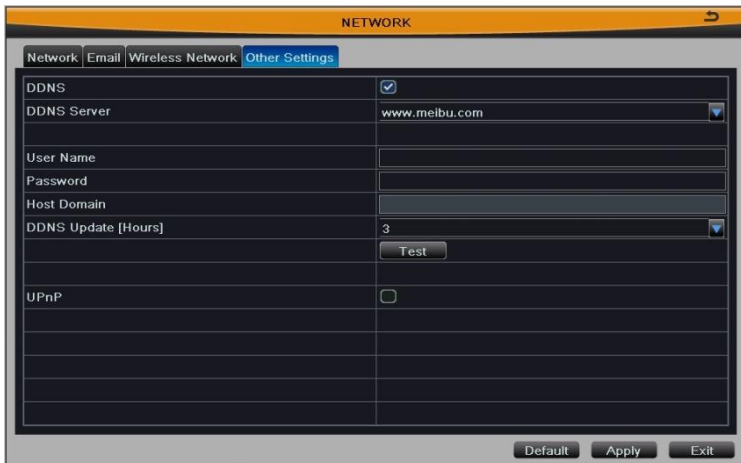 NETWORK
Network Email Wireless Network Other Settings
DDNS
DDNS Server www.meibu.com
User Name
Password
Host Domain
DDNS Update [Hours] 3
Test
UPnP
Default Apply Exit